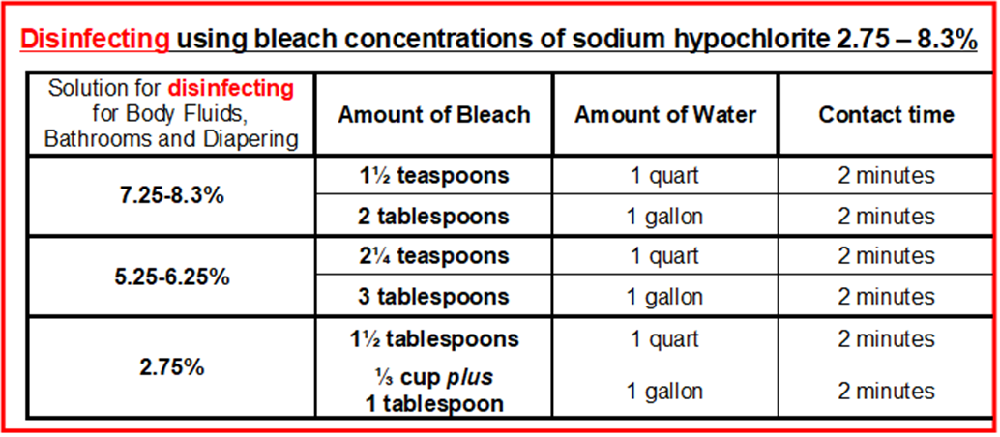 Disinfecting using bleach concentrations of sodium hypochlorite 2.75 – 8.3%
Solution for disinfecting
for Body Fluids,
Bathrooms and Diapering
Amount of Bleach
Amount of Water
Contact time
7.25-8.3%
1½ teaspoons
1 quart
2 minutes
2 tablespoons
1 gallon
2 minutes
5.25-6.25%
2¼ teaspoons
1 quart
2 minutes
3 tablespoons
1 gallon
2 minutes
2.75%
1½ tablespoons
1 quart
2 minutes
⅓ cup plus
1 tablespoon
1 gallon
2 minutes